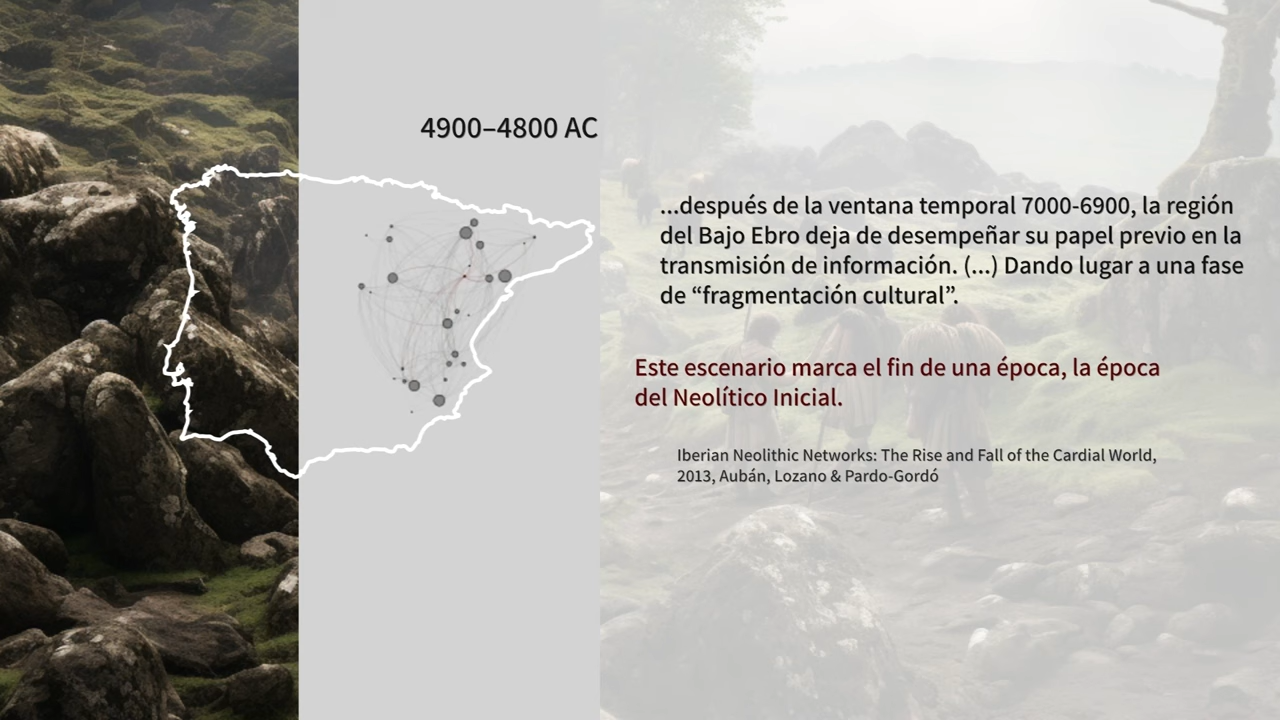 4900–4800 AC
...después de la ventana temporal 7000-6900, la región
del Bajo Ebro deja de desempeñar su papel previo en la
transmisión de información. (...) Dando lugar a una fase
de “fragmentación cultural”.
Este escenario marca el fin de una época, la época
del Neolítico Inicial.
Iberian Neolithic Networks: The Rise and Fall of the Cardial World,
2013, Aubán, Lozano & Pardo-Gordó